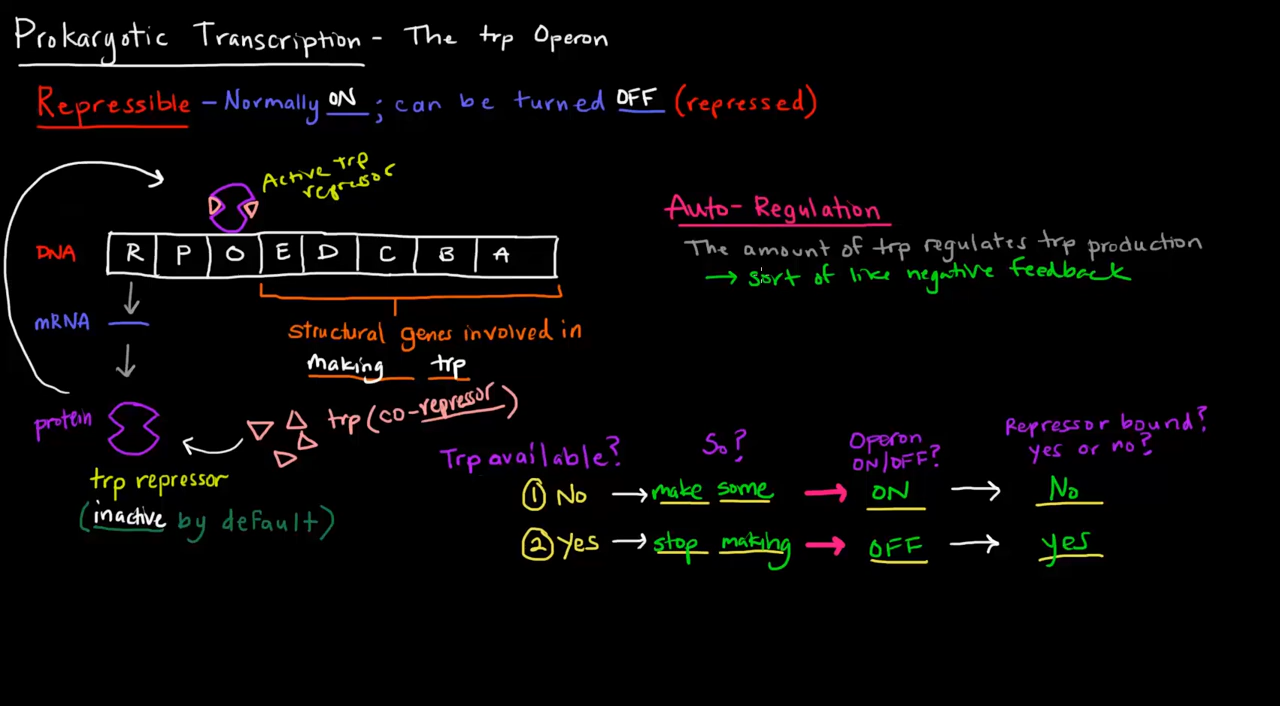 Prokaryotic Transcription - The trp Operon
Repressible - Normally ON ; can be turned OFF (repressed)
Active trp
repressor
DNA R P O E D C B A
mRNA
structural genes involved in
making trp
protein
trp (co-repressor)
trp repressor
(inactive by default)
Auto-Regulation
The amount of trp regulates trp production
→ sort of like negative feedback
Trp available? So? Operon ON/OFF? Repressor bound? yes or no?
① No → make some → ON → No
② Yes → stop making → OFF → yes